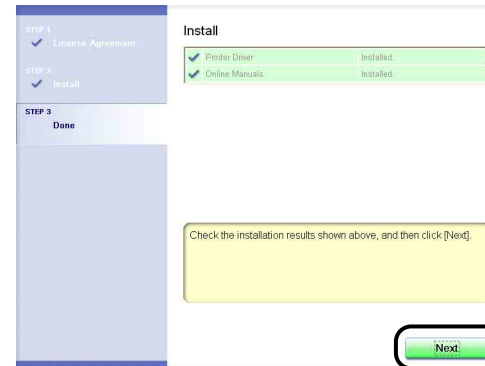 STEP 1
License Agreement
STEP 2
Install
STEP 3
Done
Install
Printer Driver Installed.
Online Manuals Installed.
Check the installation results shown above, and then click [Next].
Next